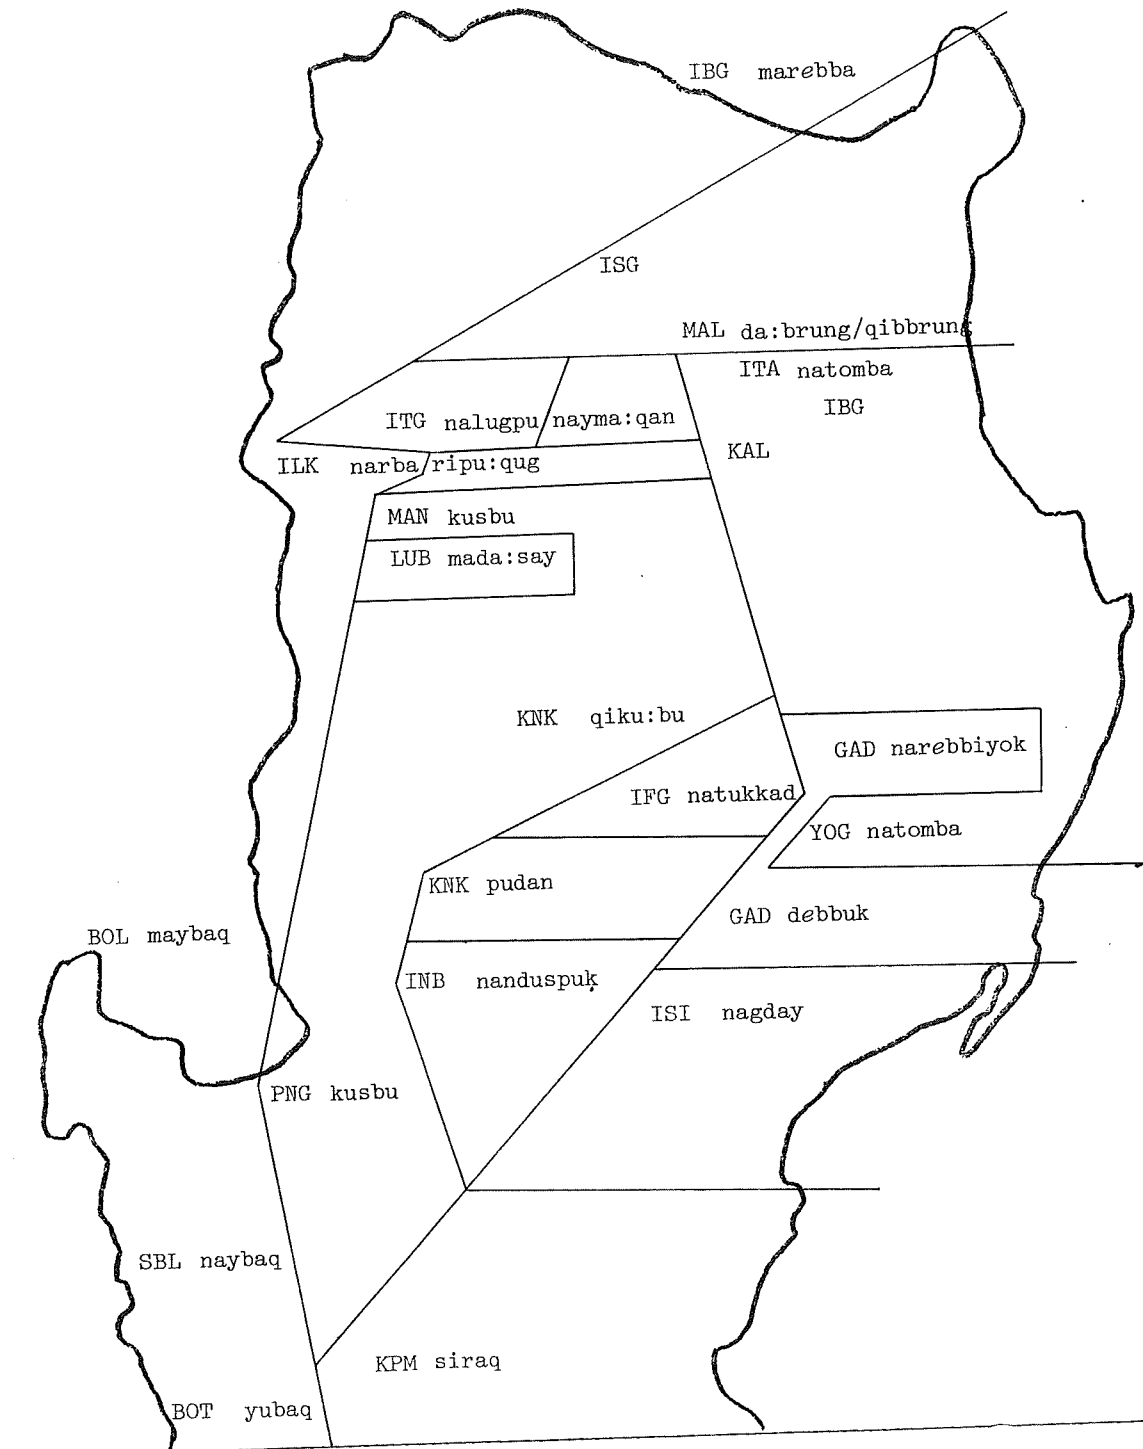 IBG marebba
ISG
MAL da:brung/qibbrung
ITA natomba
IBG
ITG nalugpu/nayma:qan
KAL
ILK narba/ripu:qug
MAN kusbu
LUB mada:say
KNK qiku:bu
GAD narebbiyok
IFG natukkad
YOG natomba
KNK pudan
GAD debbuk
BOL maybaq
INB nanduspuk
ISI nagday
PNG kusbu
SBL naybaq
KPM siraq
BOT yubaq